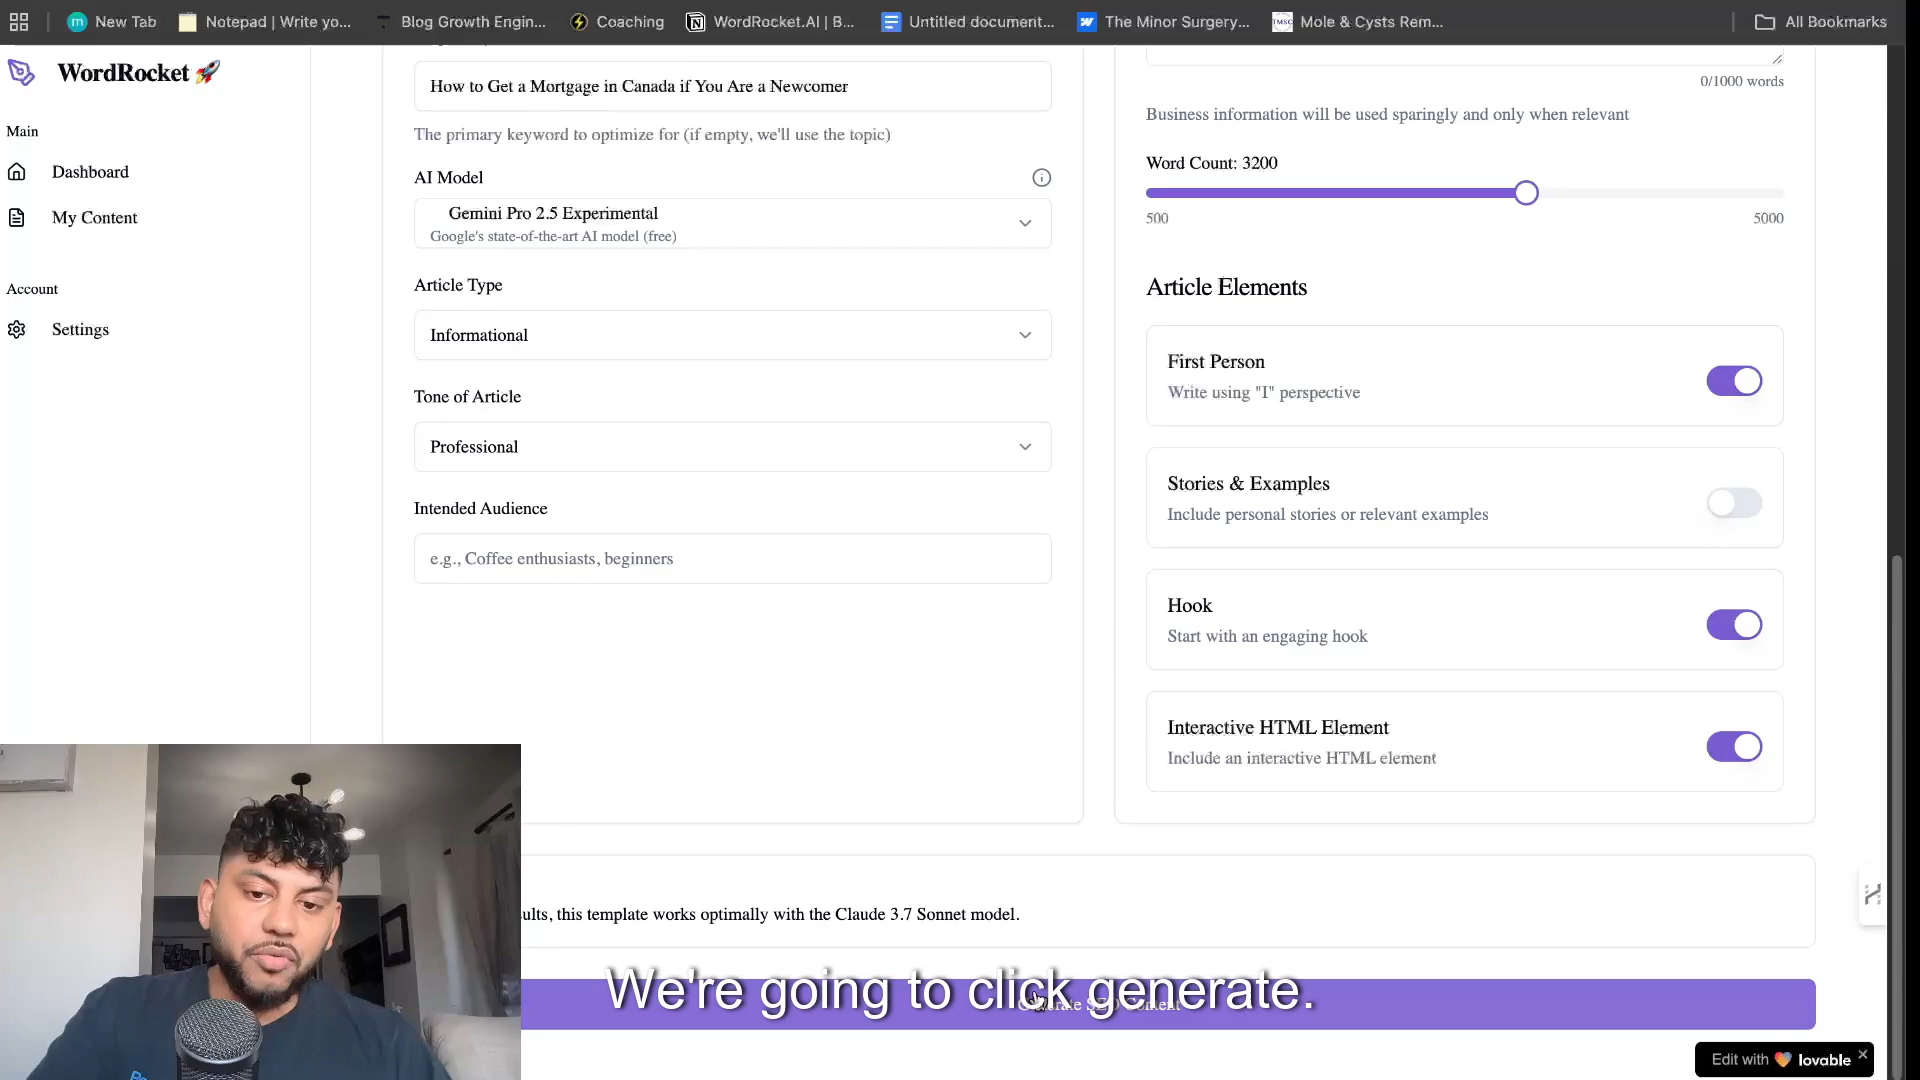 New Tab
Notepad | Write yo...
Blog Growth Engin...
Coaching
WordRocket.AI | B...
Untitled document...
The Minor Surgery...
TMSC
Mole & Cysts Rem...
All Bookmarks
WordRocket 🚀
Main
Dashboard
My Content
Account
Settings
How to Get a Mortgage in Canada if You Are a Newcomer
The primary keyword to optimize for (if empty, we'll use the topic)
AI Model
Gemini Pro 2.5 Experimental
Google's state-of-the-art AI model (free)
Article Type
Informational
Tone of Article
Professional
Intended Audience
e.g., Coffee enthusiasts, beginners
0/1000 words
Business information will be used sparingly and only when relevant
Word Count: 3200
500
5000
Article Elements
First Person
Write using "I" perspective
Stories & Examples
Include personal stories or relevant examples
Hook
Start with an engaging hook
Interactive HTML Element
Include an interactive HTML element
ults, this template works optimally with the Claude 3.7 Sonnet model.
We're going to click generate.
Edit with lovable